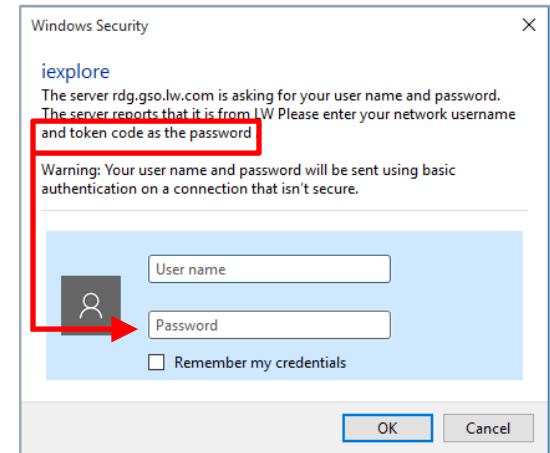 Windows Security
iexplore
The server rdg.gso.lw.com is asking for your user name and password.
The server reports that it is from LW Please enter your network username
and token code as the password
Warning: Your user name and password will be sent using basic
authentication on a connection that isn't secure.
User name
Password
Remember my credentials
OK Cancel